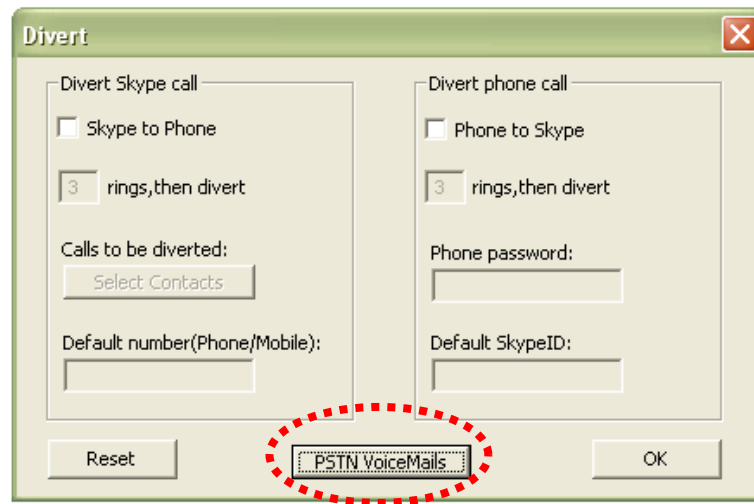 Divert
Divert Skype call
Skype to Phone
3 rings,then divert
Calls to be diverted:
Select Contacts
Default number(Phone/Mobile):
Divert phone call
Phone to Skype
3 rings,then divert
Phone password:
Default SkypeID:
Reset
PSTN VoiceMails
OK